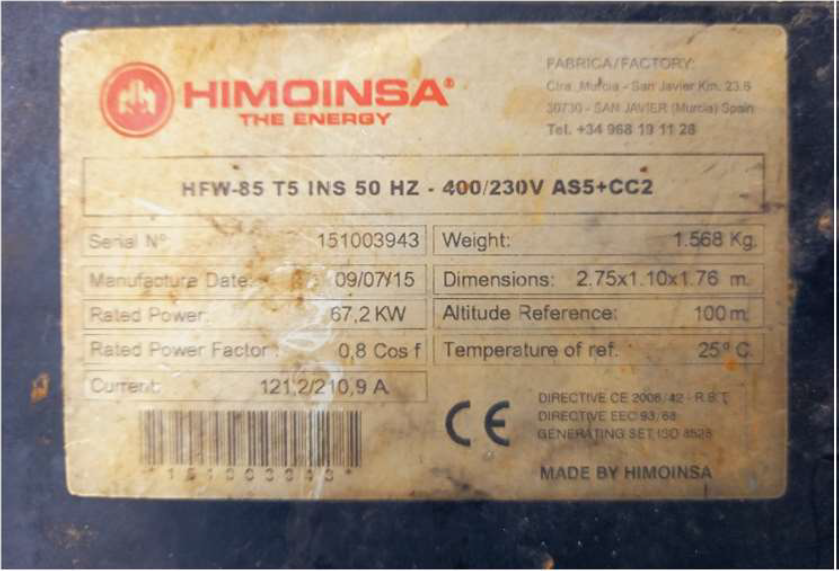 HIMOINSA®
THE ENERGY
FABRICA/FACTORY:
Ctra. Murcia - San Javier Km. 23.6
30730 - SAN JAVIER (Murcia) Spain
Tel. +34 968 19 11 28
HFW-85 T5 INS 50 HZ - 400/230V AS5+CC2
Serial Nº 151003943
Weight: 1.568 Kg.
Manufacture Date: 09/07/15
Dimensions: 2.75x1.10x1.76 m.
Rated Power: 67,2 KW
Altitude Reference: 100 m.
Rated Power Factor : 0,8 Cos f
Temperature of ref. 25º C
Current: 121,2/210,9 A
CE
DIRECTIVE CE 2006/42 -
DIRECTIVE EEC 93/68
GENERATING SET ISO 8528
*151003943*
MADE BY HIMOINSA